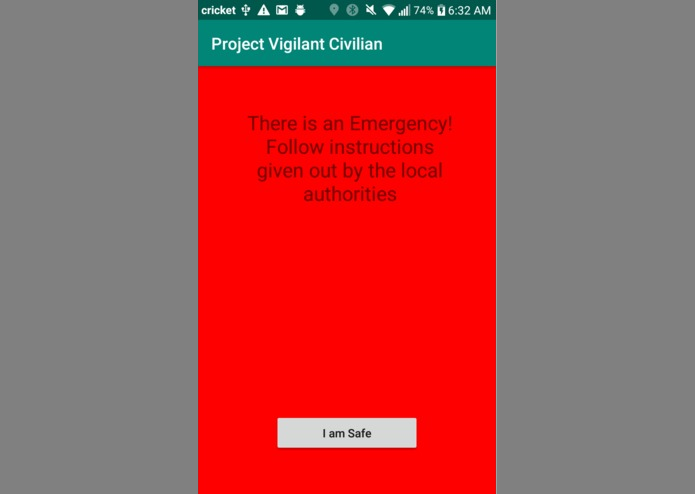 cricket 74% 6:32 AM
Project Vigilant Civilian
There is an Emergency!
Follow instructions
given out by the local
authorities
I am Safe